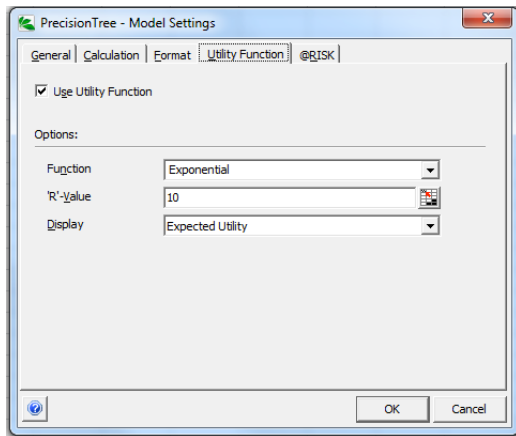 PrecisionTree - Model Settings
General Calculation Format Utility Function @RISK
Use Utility Function
Options:
Function Exponential
'R'-Value 10
Display Expected Utility
OK Cancel